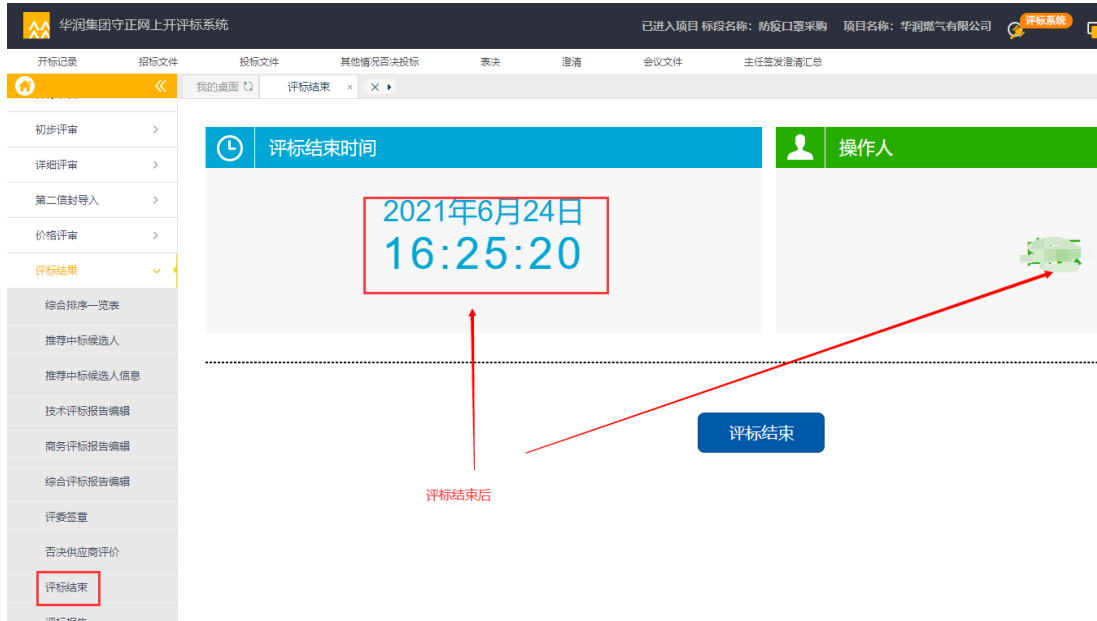 华润集团守正网上开评标系统
已进入项目 标段名称：防疫口罩采购 项目名称：华润燃气有限公司
评标系统
开标记录 招标文件 投标文件 其他情况否决投标 表决 澄清 会议文件 主任签发澄清汇总
我的桌面 评标结束 ×
初步评审
详细评审
第二信封导入
价格评审
评标结果
综合排序一览表
推荐中标候选人
推荐中标候选人信息
技术评标报告编辑
商务评标报告编辑
综合评标报告编辑
评委签章
否决供应商评价
评标结束
评标结束时间
2021年6月24日
16:25:20
操作人
评标结束
评标结束后